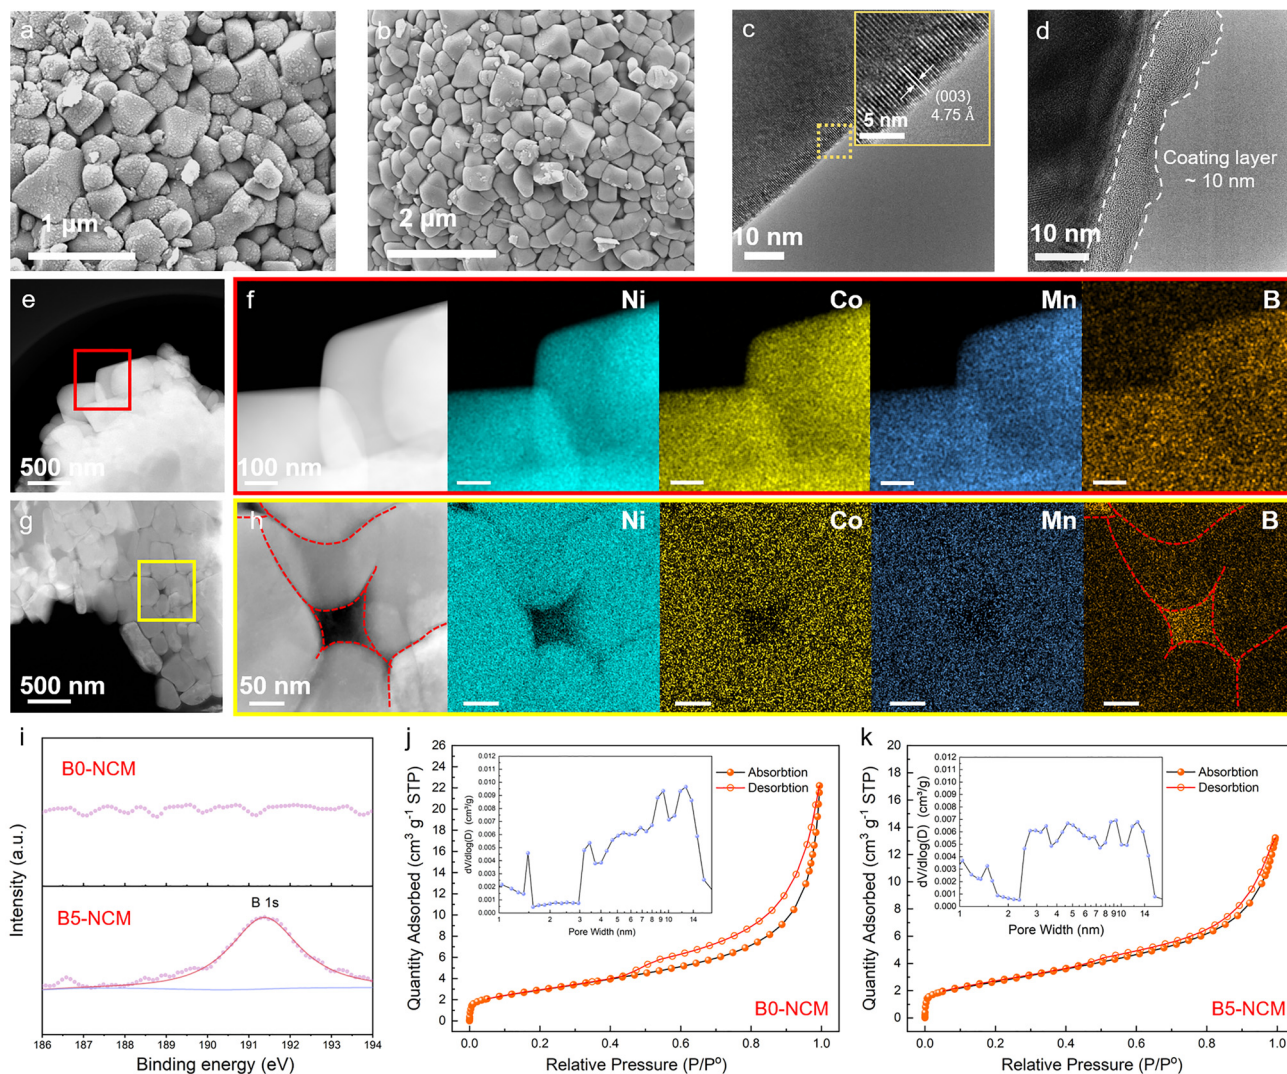 a
1 μm
b
2 μm
c
(003)
4.75 Å
5 nm
10 nm
d
Coating layer
~ 10 nm
10 nm
e
500 nm
f
100 nm
Ni
Co
Mn
B
g
500 nm
h
50 nm
Ni
Co
Mn
B
i
B0-NCM
B 1s
B5-NCM
Intensity (a.u.)
186 187 188 189 190 191 192 193 194
Binding energy (eV)
j
Quantity Adsorbed (cm³ g⁻¹ STP)
26
24
22
20
18
16
14
12
10
8
6
4
2
0
0.0 0.2 0.4 0.6 0.8 1.0
Relative Pressure (P/Pº)
Absorbtion
Desorbtion
B0-NCM
dV/dlog(D) (cm³/g)
0.012
0.011
0.010
0.009
0.008
0.007
0.006
0.005
0.004
0.003
0.002
0.001
0.000
1 2 3 4 5 6 7 8 9 10 14
Pore Width (nm)
k
Quantity Adsorbed (cm³ g⁻¹ STP)
20
18
16
14
12
10
8
6
4
2
0
0.0 0.2 0.4 0.6 0.8 1.0
Relative Pressure (P/Pº)
Absorbtion
Desorbtion
B5-NCM
dV/dlog(D) (cm³/g)
0.012
0.011
0.010
0.009
0.008
0.007
0.006
0.005
0.004
0.003
0.002
0.001
0.000
1 2 3 4 5 6 7 8 9 10 14
Pore Width (nm)